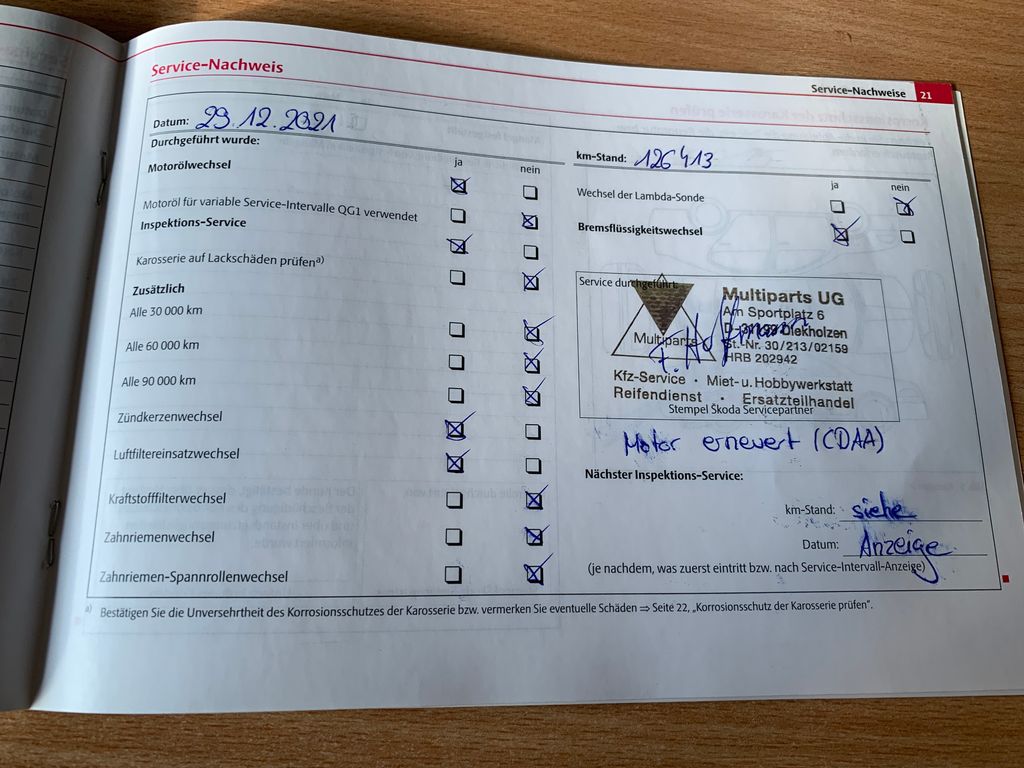 Service-Nachweis
Service-Nachweise 21
Datum: 29.12.2021
Durchgeführt wurde:
ja nein
Motorölwechsel
Motoröl für variable Service-Intervalle QG1 verwendet
Inspektions-Service
Karosserie auf Lackschäden prüfen a)
Zusätzlich
Alle 30 000 km
Alle 60 000 km
Alle 90 000 km
Zündkerzenwechsel
Luftfiltereinsatzwechsel
Kraftstofffilterwechsel
Zahnriemenwechsel
Zahnriemen-Spannrollenwechsel
km-Stand: 126413
ja nein
Wechsel der Lambda-Sonde
Bremsflüssigkeitswechsel
Service durchgeführt:
Multiparts
Multiparts UG
Am Sportplatz 6
Diekholzen
St.-Nr. 30/213/02159
HRB 202942
Kfz-Service · Miet- u. Hobbywerkstatt
Reifendienst · Ersatzteilhandel
Stempel Škoda Servicepartner
Motor erneuert (CDAA)
Nächster Inspektions-Service:
km-Stand: siehe
Datum: Anzeige
(je nachdem, was zuerst eintritt bzw. nach Service-Intervall-Anzeige)
a) Bestätigen Sie die Unversehrtheit des Korrosionsschutzes der Karosserie bzw. vermerken Sie eventuelle Schäden ⇒ Seite 22, „Korrosionsschutz der Karosserie prüfen“.